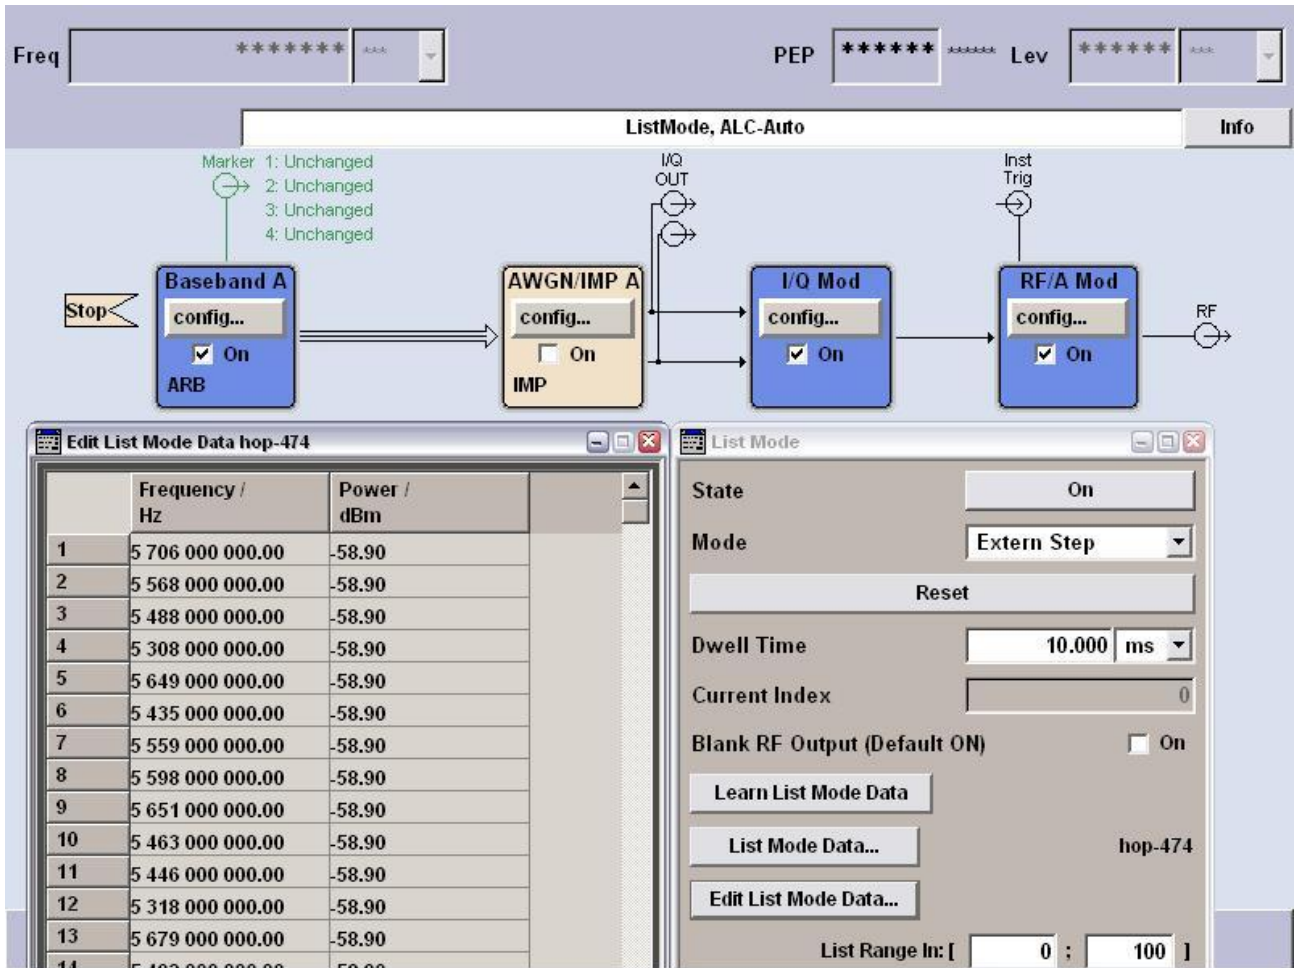 Freq ******* *** PEP ****** ****** Lev ****** ***
ListMode, ALC-Auto Info
Marker 1: Unchanged
2: Unchanged
3: Unchanged
4: Unchanged
I/Q
OUT
Inst
Trig
Stop
Baseband A
config...
On
ARB
AWGN/IMP A
config...
On
IMP
I/Q Mod
config...
On
RF/A Mod
config...
On
RF
Edit List Mode Data hop-474
Frequency / Power /
Hz dBm
1 5 706 000 000.00 -58.90
2 5 568 000 000.00 -58.90
3 5 488 000 000.00 -58.90
4 5 308 000 000.00 -58.90
5 5 649 000 000.00 -58.90
6 5 435 000 000.00 -58.90
7 5 559 000 000.00 -58.90
8 5 598 000 000.00 -58.90
9 5 651 000 000.00 -58.90
10 5 463 000 000.00 -58.90
11 5 446 000 000.00 -58.90
12 5 318 000 000.00 -58.90
13 5 679 000 000.00 -58.90
List Mode
State On
Mode Extern Step
Reset
Dwell Time 10.000 ms
Current Index 0
Blank RF Output (Default ON) On
Learn List Mode Data
List Mode Data... hop-474
Edit List Mode Data...
List Range In: [ 0 ; 100 ]